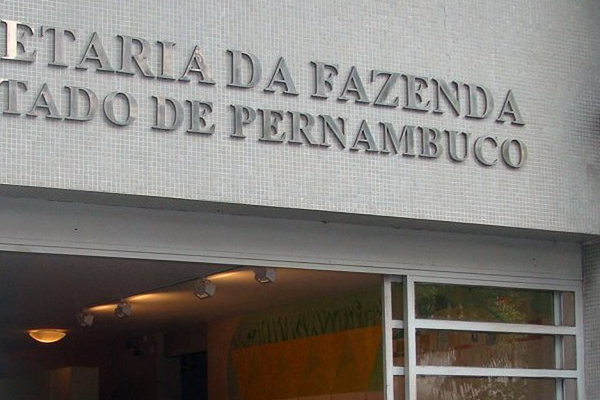 ETARIA DA FAZENDA
TADO DE PERNAMBUCO